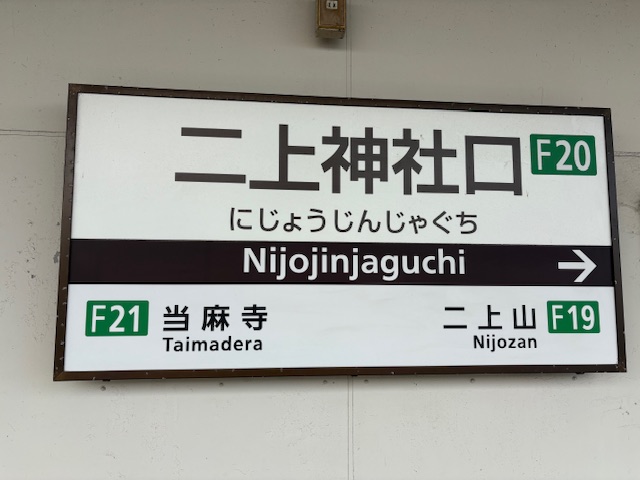 二上神社口 F20
にじょうじんじゃぐち
Nijojinjaguchi →
F21 当麻寺 二上山 F19
Taimadera Nijozan